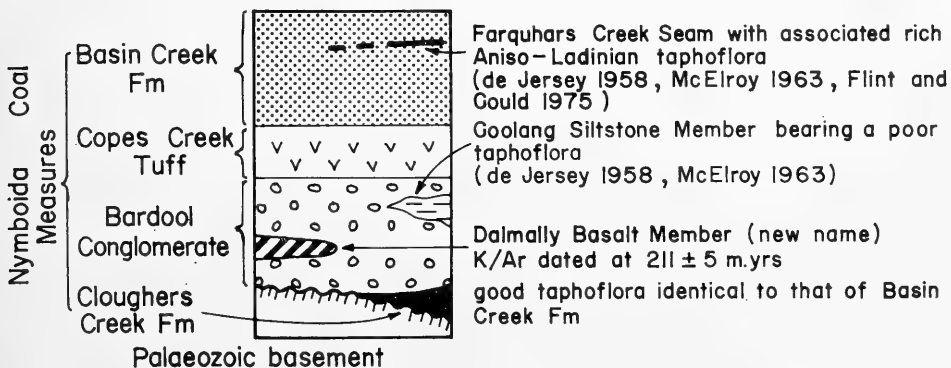 Nymboida Coal
Measures
Basin Creek
Fm
Copes Creek
Tuff
Bardool
Conglomerate
Cloughers
Creek Fm
Palaeozoic basement
Farquhars Creek Seam with associated rich
Aniso-Ladinian taphoflora
(de Jersey 1958, McElroy 1963, Flint and
Gould 1975)
Goolang Siltstone Member bearing a poor
taphoflora
(de Jersey 1958, McElroy 1963)
Dalmally Basalt Member (new name)
K/Ar dated at 211 ± 5 m.yrs
good taphoflora identical to that of Basin
Creek Fm